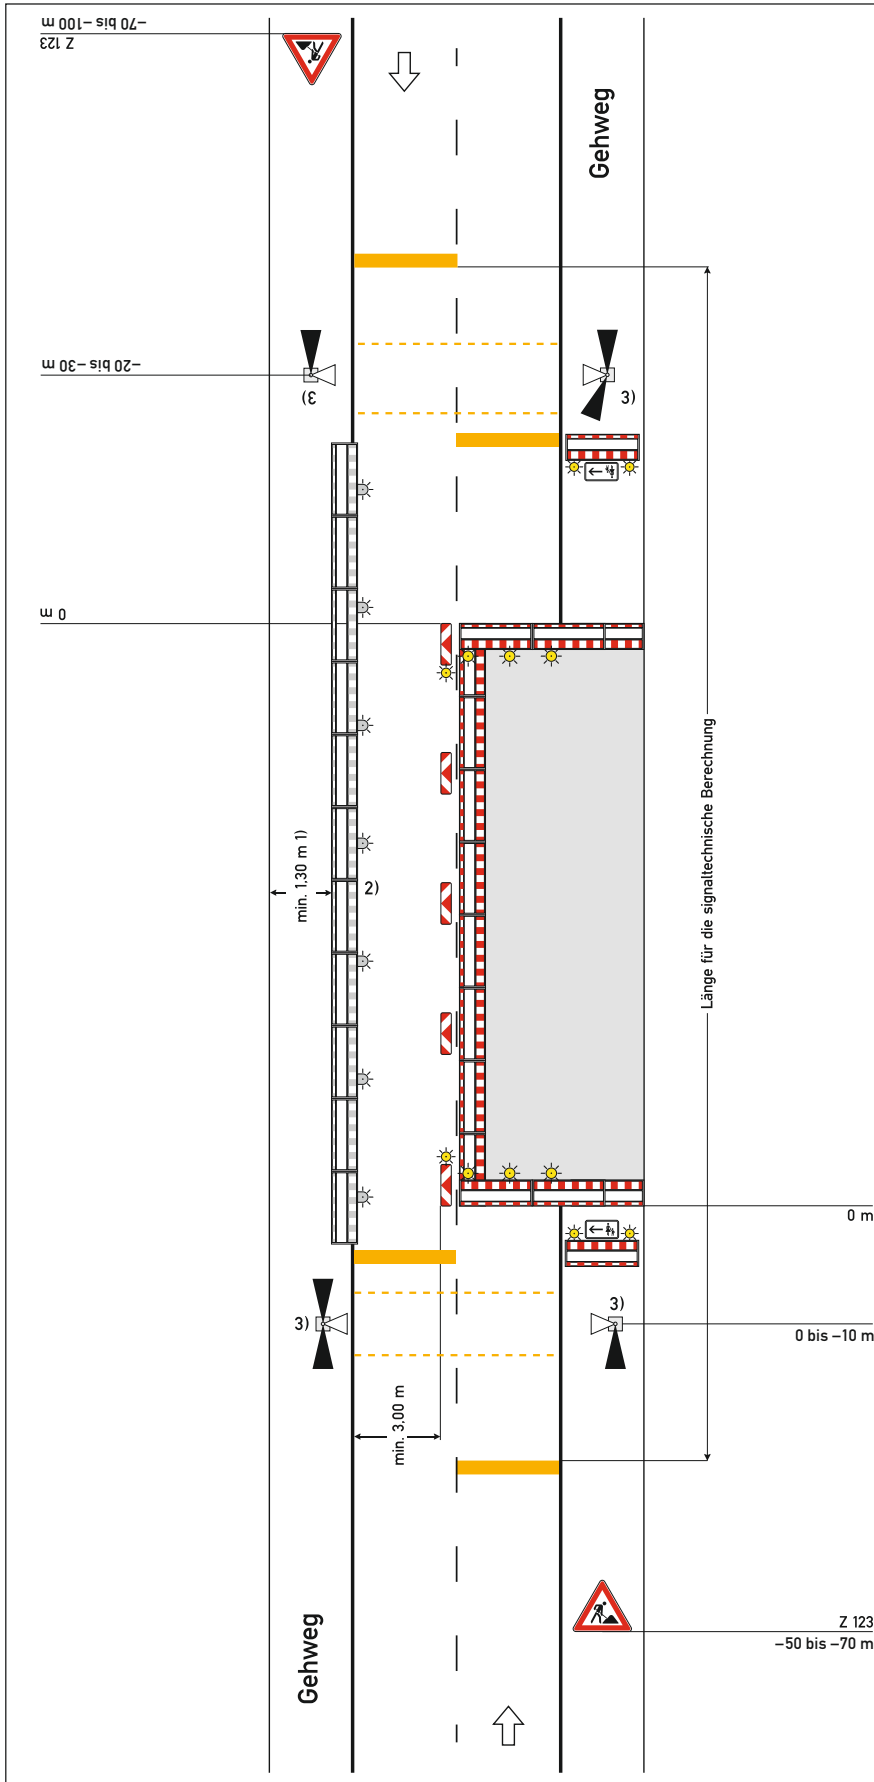 –70 bis –100 m
Z 123
Gehweg
–20 bis –30 m
3)
3)
0 m
Länge für die signaltechnische Berechnung
min. 1,30 m 1)
2)
0 m
3)
3)
0 bis –10 m
min. 3,00 m
Z 123
–50 bis –70 m
Gehweg